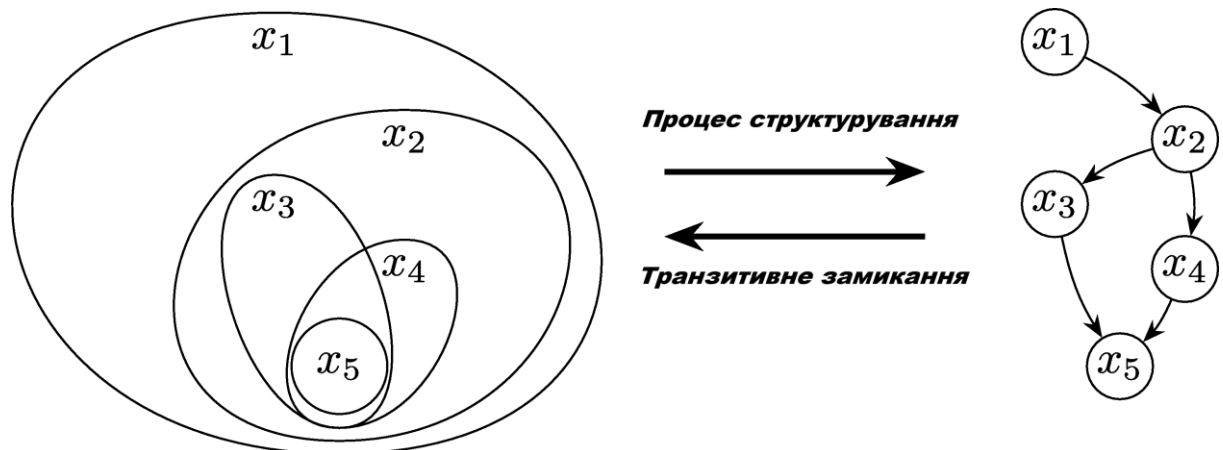 x₁
x₂
x₃
x₄
x₅
Процес структурування
Транзитивне замикання
x₁
x₂
x₃
x₄
x₅